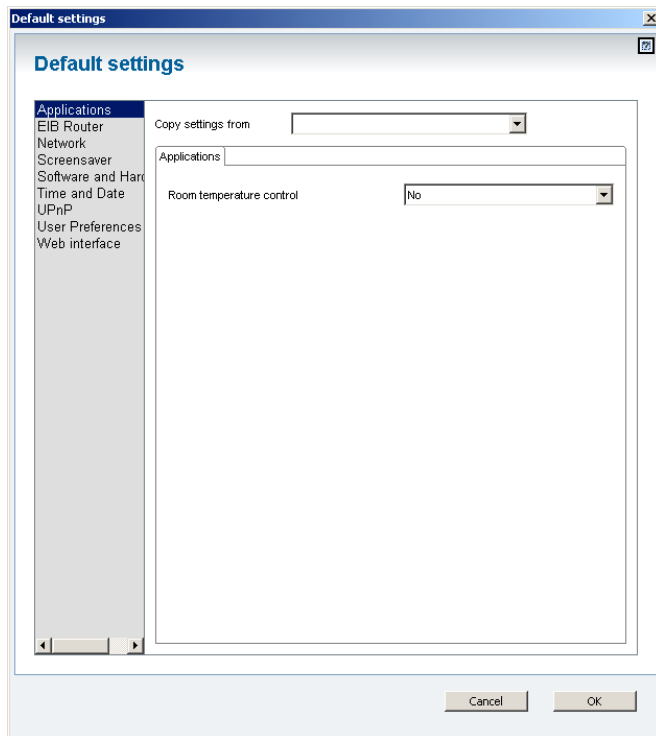 Default settings
Default settings
Applications
EIB Router
Network
Screensaver
Software and Hard
Time and Date
UPnP
User Preferences
Web interface
Copy settings from
Applications
Room temperature control
No
Cancel
OK